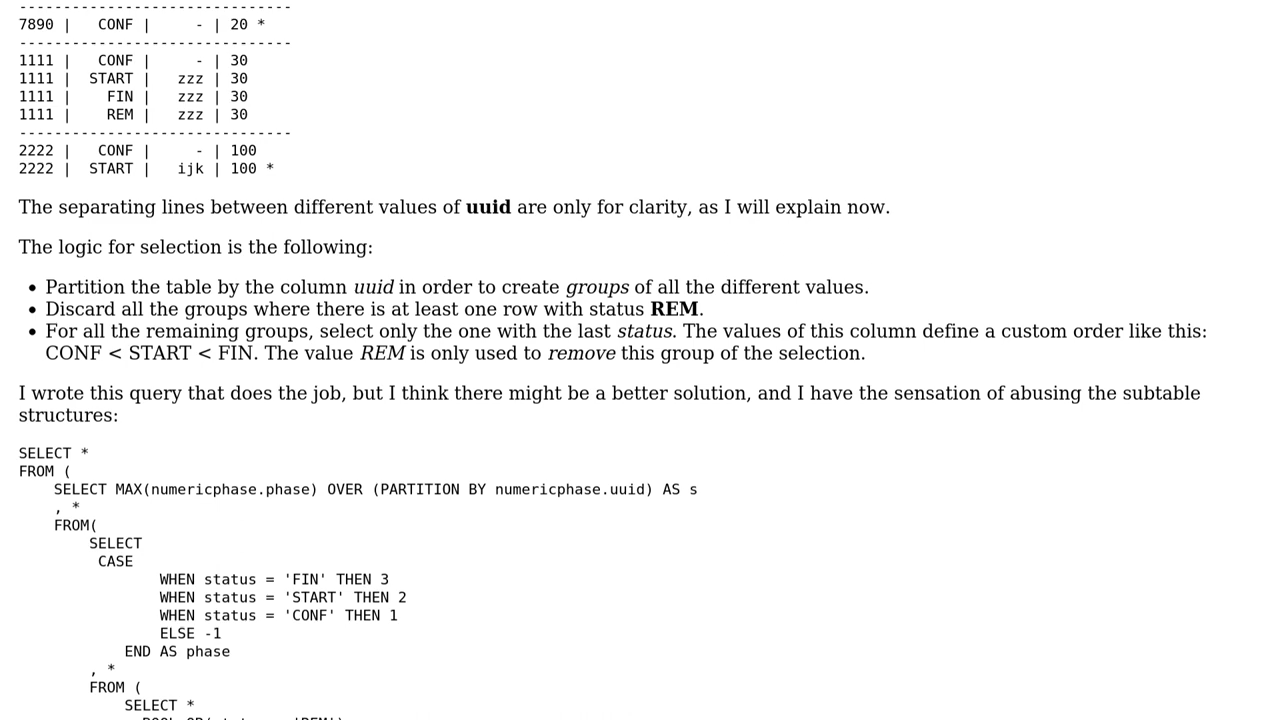 -------------------------------
7890 |   CONF |     - | 20 *
-------------------------------
1111 |   CONF |     - | 30
1111 |  START |   zzz | 30
1111 |    FIN |   zzz | 30
1111 |    REM |   zzz | 30
-------------------------------
2222 |   CONF |     - | 100
2222 |  START |   ijk | 100 *
The separating lines between different values of uuid are only for clarity, as I will explain now.
The logic for selection is the following:
• Partition the table by the column uuid in order to create groups of all the different values.
• Discard all the groups where there is at least one row with status REM.
• For all the remaining groups, select only the one with the last status. The values of this column define a custom order like this:
CONF < START < FIN. The value REM is only used to remove this group of the selection.
I wrote this query that does the job, but I think there might be a better solution, and I have the sensation of abusing the subtable
structures:
SELECT *
FROM (
    SELECT MAX(numericphase.phase) OVER (PARTITION BY numericphase.uuid) AS s
    , *
    FROM(
        SELECT
         CASE
                WHEN status = 'FIN' THEN 3
                WHEN status = 'START' THEN 2
                WHEN status = 'CONF' THEN 1
                ELSE -1
            END AS phase
        , *
        FROM (
            SELECT *